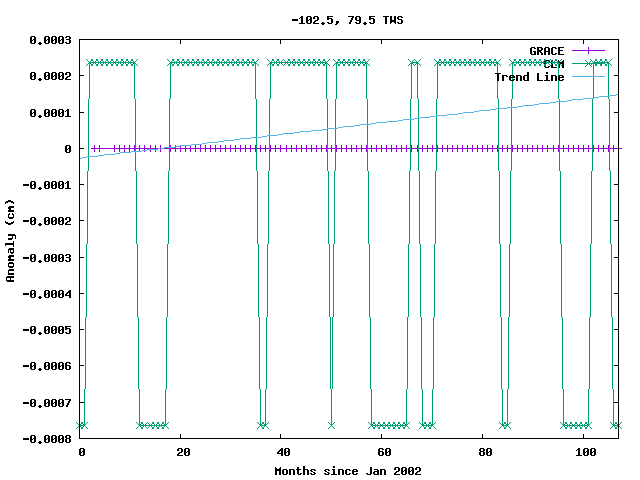 -102.5, 79.5 TWS
0.0003
0.0002
0.0001
0
-0.0001
-0.0002
-0.0003
-0.0004
-0.0005
-0.0006
-0.0007
-0.0008
Anomaly (cm)
GRACE
CLM
Trend Line
0 20 40 60 80 100
Months since Jan 2002